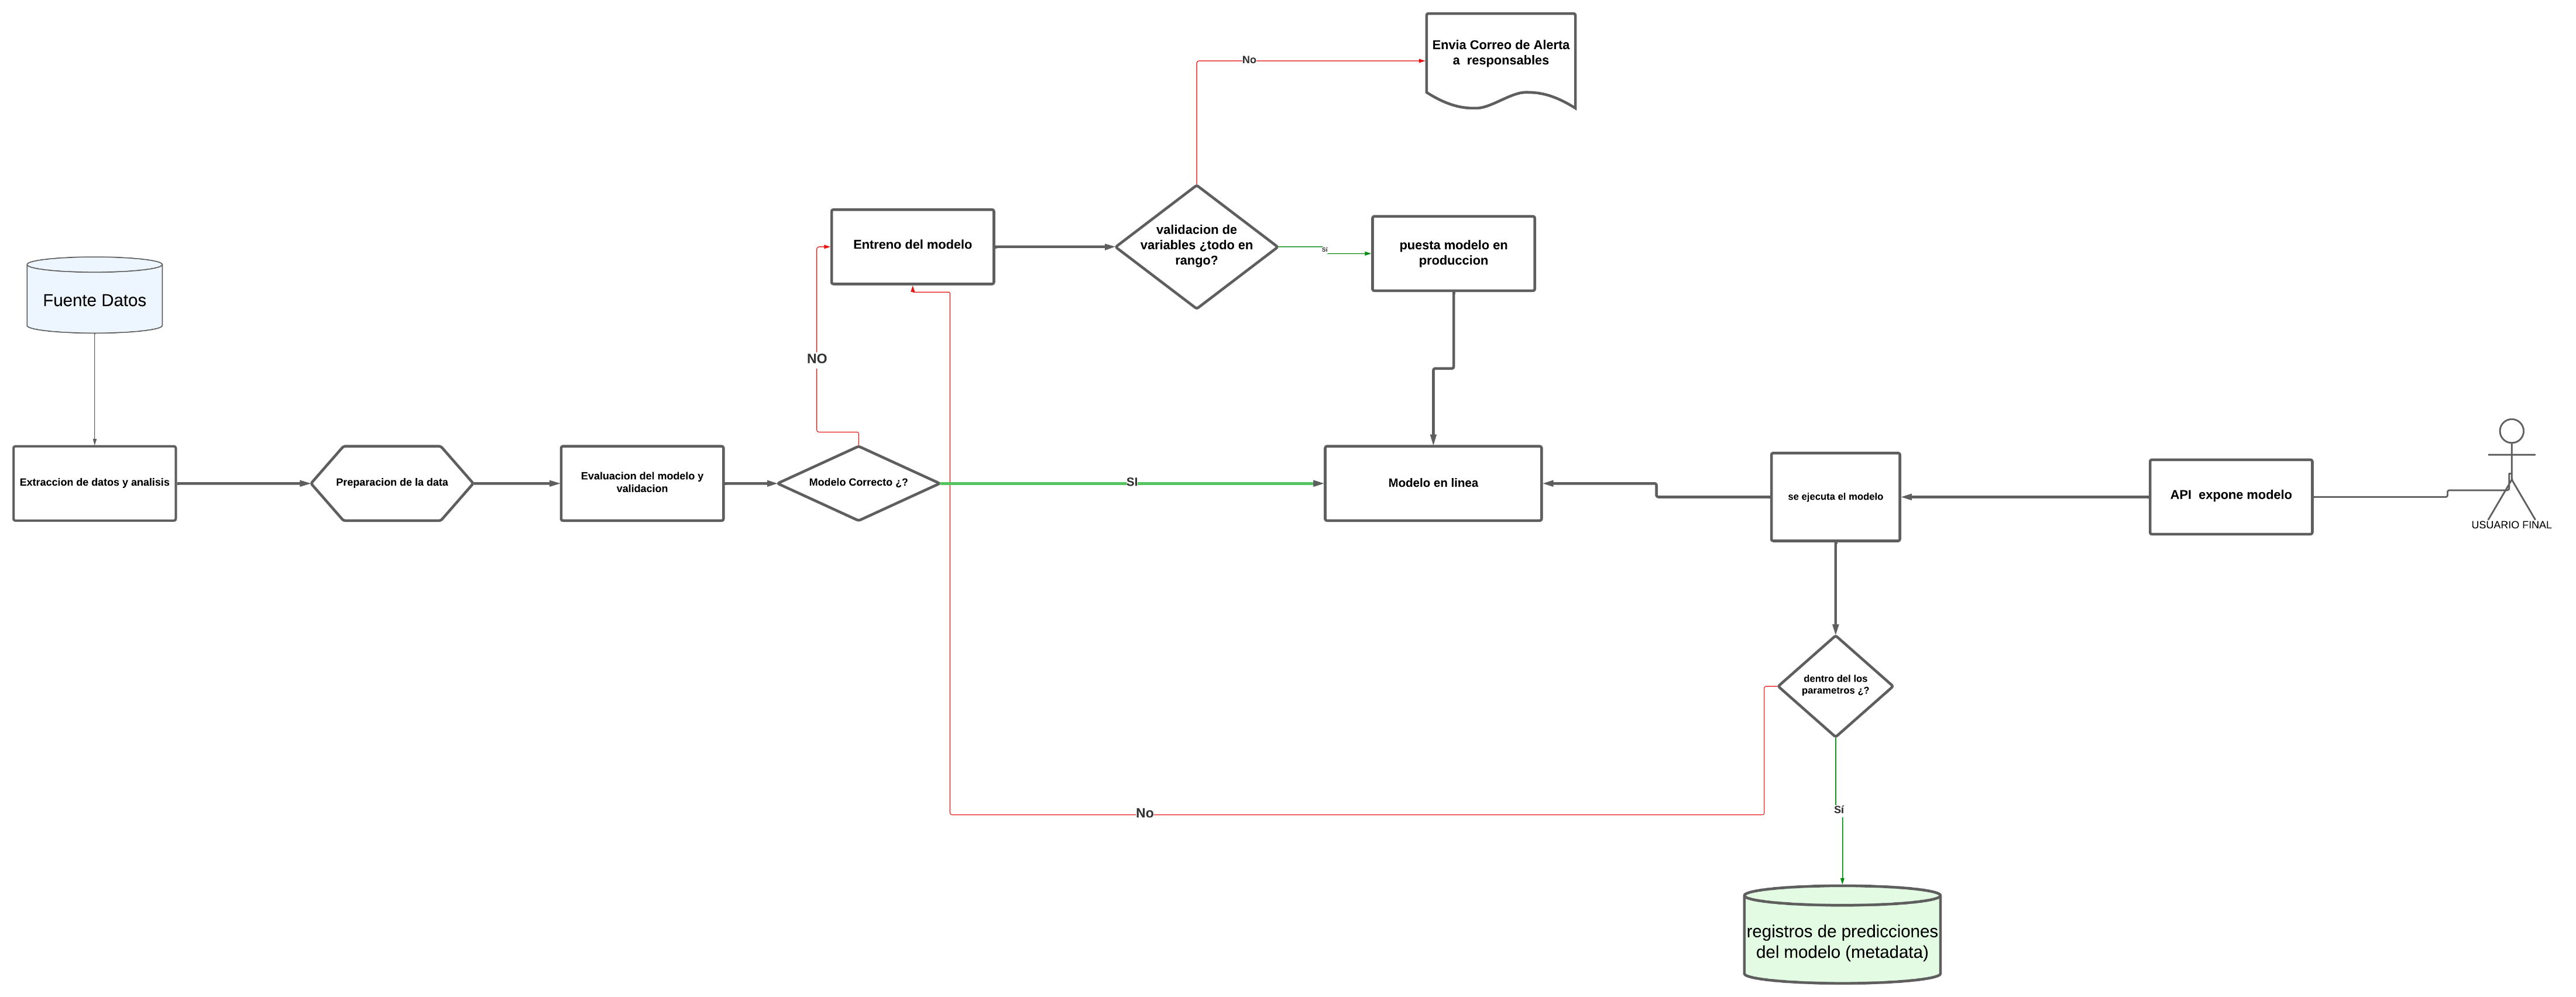 Envia Correo de Alerta
a  responsables
No
validacion de
variables ¿todo en
rango?
Entreno del modelo
puesta modelo en
produccion
Sí
Fuente Datos
NO
Extraccion de datos y analisis
Preparacion de la data
Evaluacion del modelo y
validacion
Modelo Correcto ¿?
SI
Modelo en linea
se ejecuta el modelo
API  expone modelo
USUARIO FINAL
dentro del los
parametros ¿?
No
Sí
registros de predicciones
del modelo (metadata)